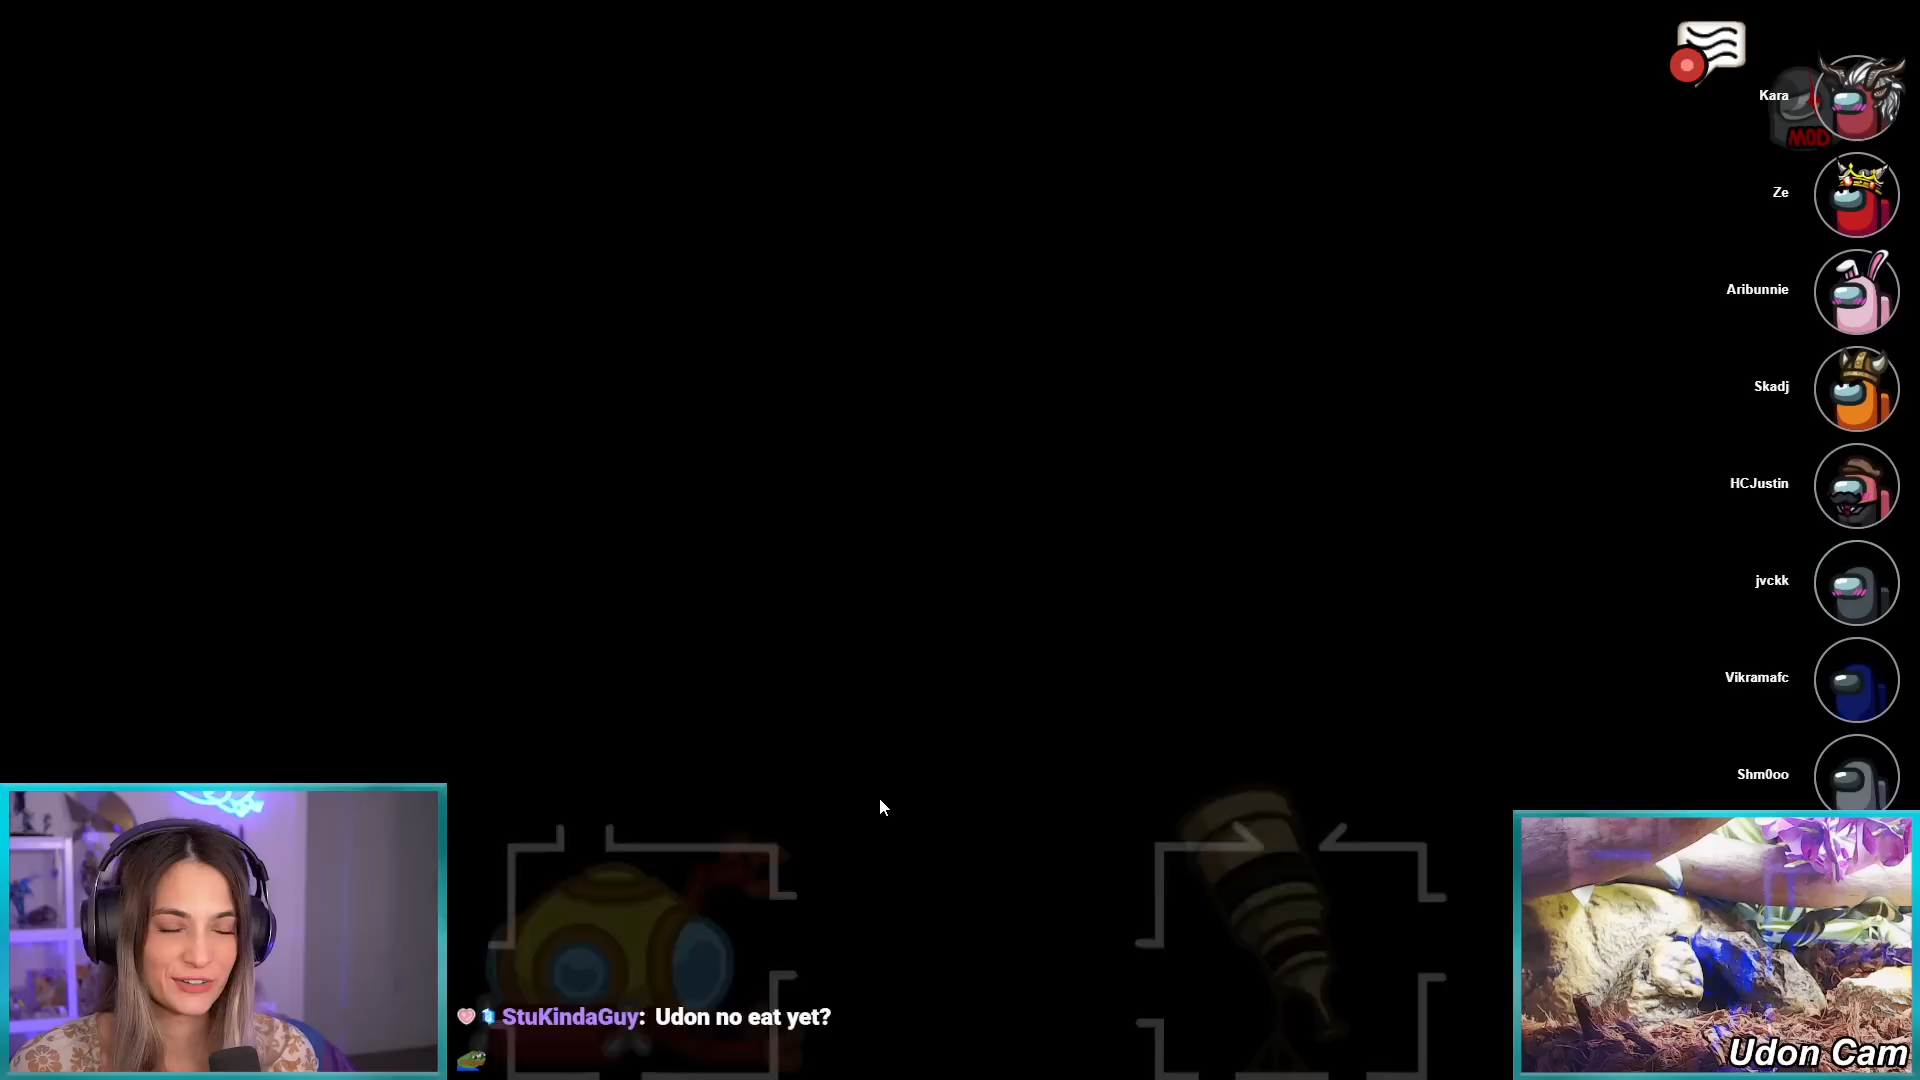 Kara
MOD
Ze
Aribunnie
Skadj
HCJustin
jvckk
Vikramafc
Shm0oo
StuKindaGuy: Udon no eat yet?
Udon Cam